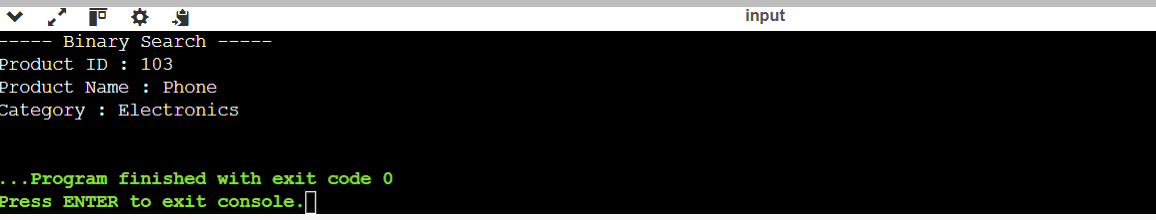 input
----- Binary Search -----
Product ID : 103
Product Name : Phone
Category : Electronics
...Program finished with exit code 0
Press ENTER to exit console.